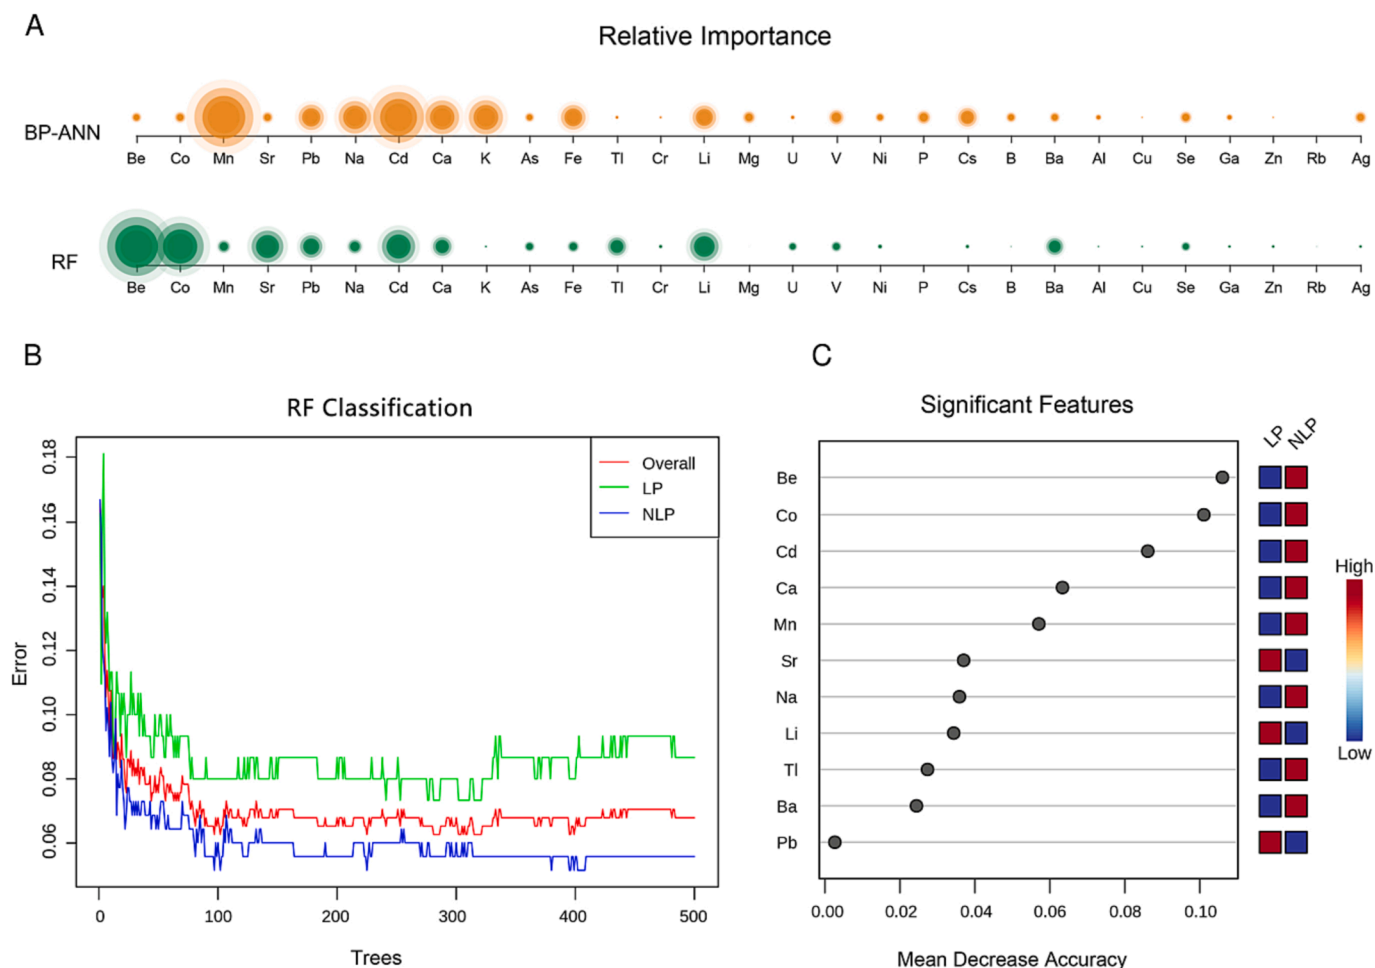 A
Relative Importance
BP-ANN
Be Co Mn Sr Pb Na Cd Ca K As Fe Tl Cr Li Mg U V Ni P Cs B Ba Al Cu Se Ga Zn Rb Ag
RF
Be Co Mn Sr Pb Na Cd Ca K As Fe Tl Cr Li Mg U V Ni P Cs B Ba Al Cu Se Ga Zn Rb Ag
B
RF Classification
Overall
LP
NLP
Error
0.18
0.16
0.14
0.12
0.10
0.08
0.06
0 100 200 300 400 500
Trees
C
Significant Features
LP NLP
Be
Co
Cd
Ca
Mn
Sr
Na
Li
Tl
Ba
Pb
High
Low
0.00 0.02 0.04 0.06 0.08 0.10
Mean Decrease Accuracy